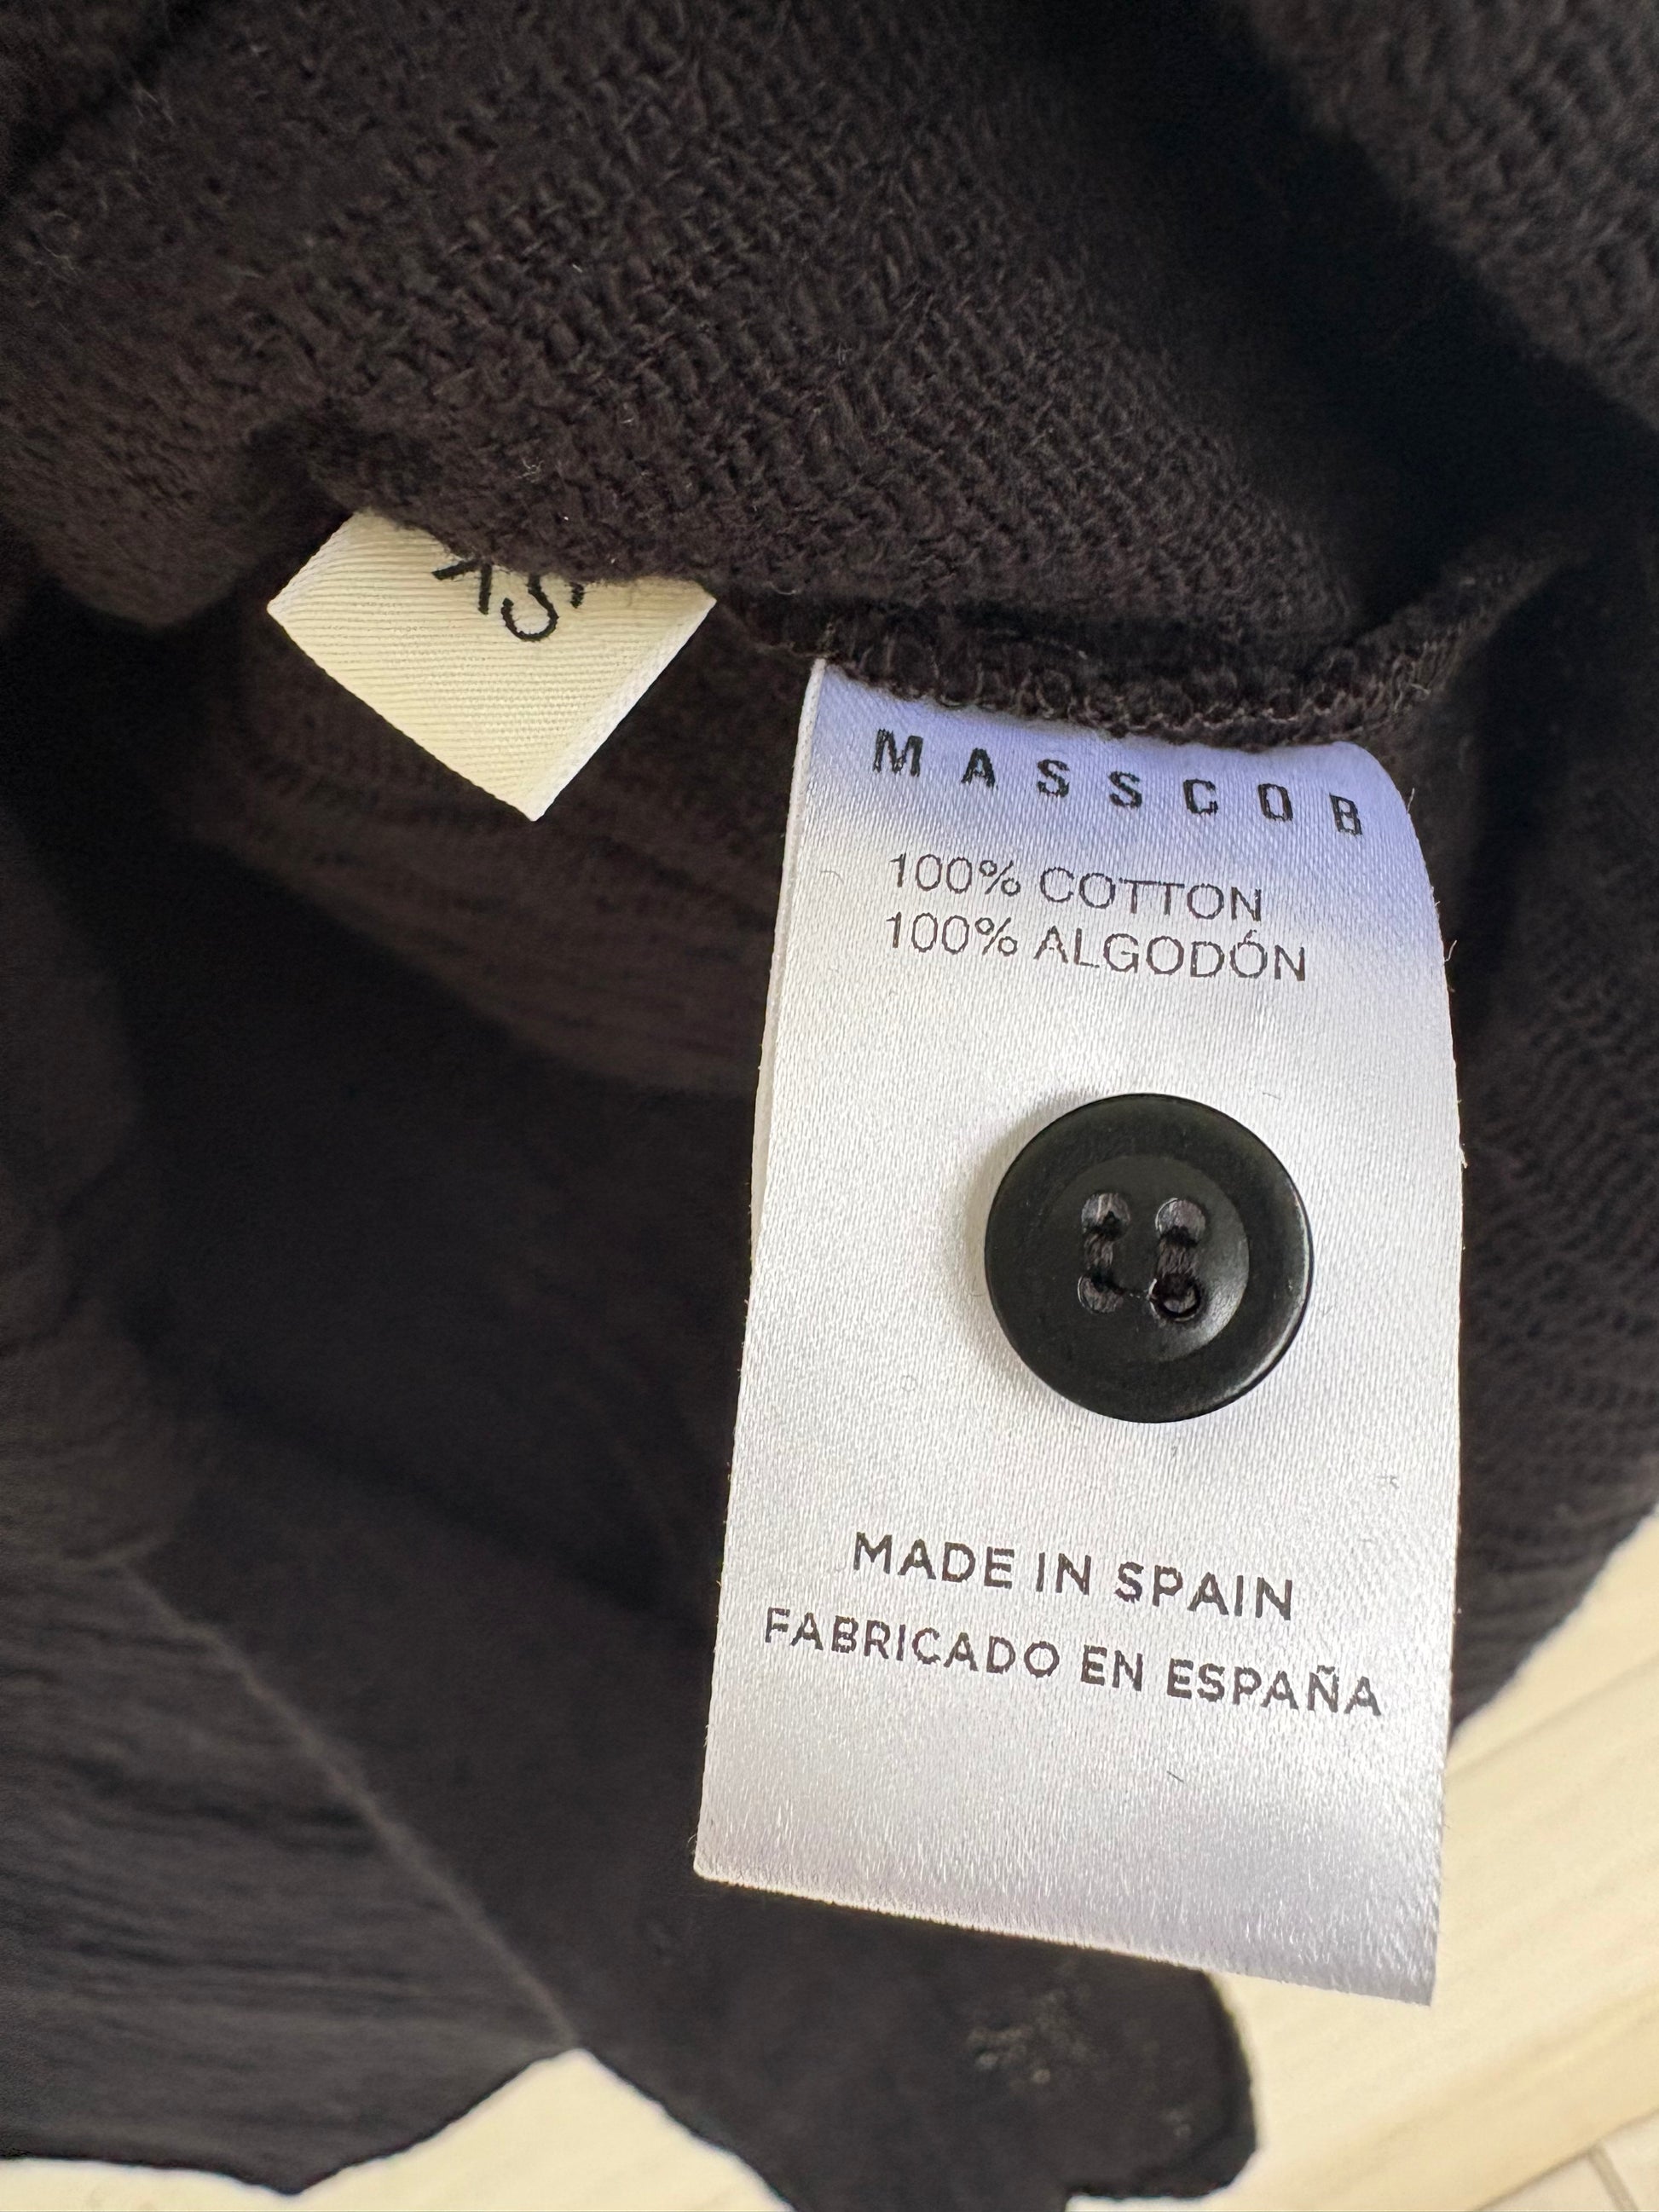 MASSCOB
100% COTTON
100% ALGODÓN
MADE IN SPAIN
FABRICADO EN ESPAÑA